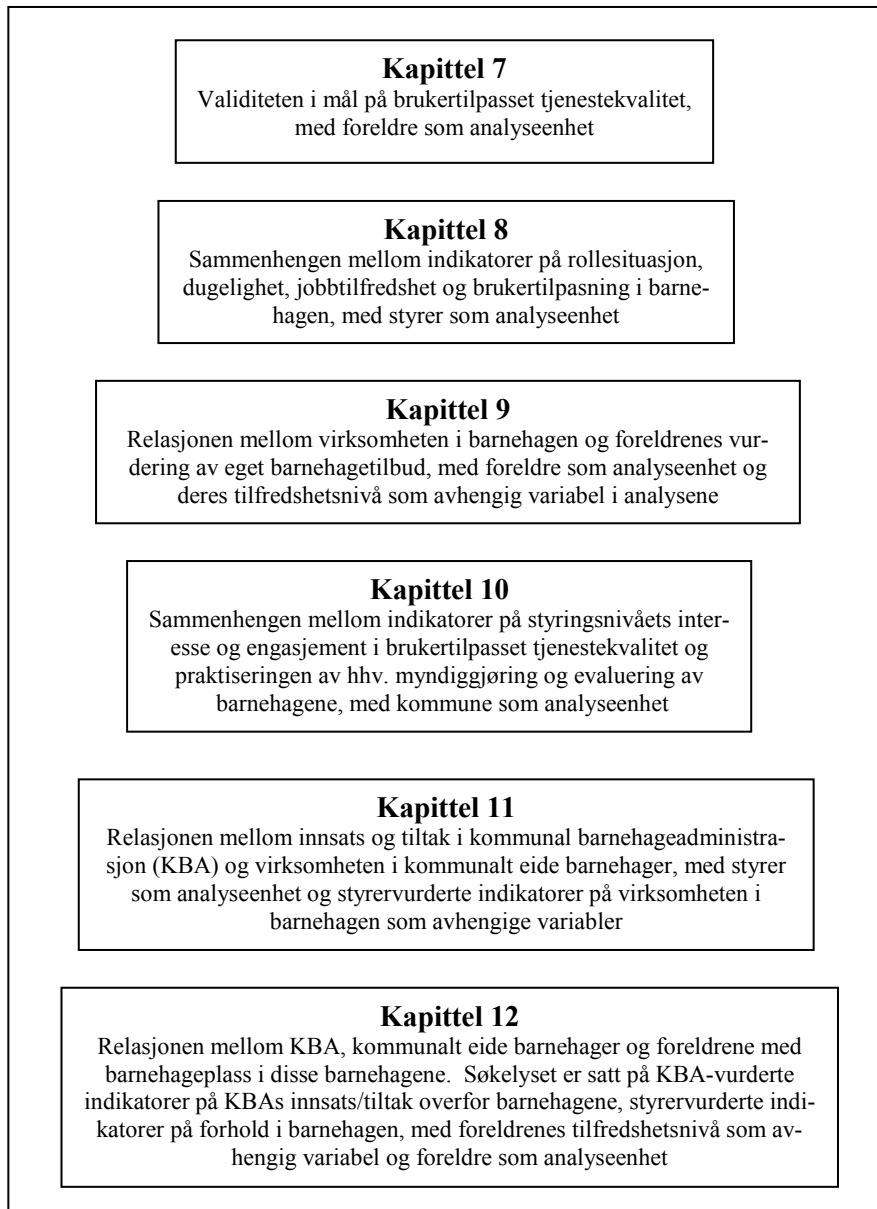 Kapittel 7
Validiteten i mål på brukertilpasset tjenestekvalitet,
med foreldre som analyseenhet
Kapittel 8
Sammenhengen mellom indikatorer på rollesituasjon,
dugelighet, jobbtilfredshet og brukertilpasning i barne-
hagen, med styrer som analyseenhet
Kapittel 9
Relasjonen mellom virksomheten i barnehagen og foreldrenes vur-
dering av eget barnehagetilbud, med foreldre som analyseenhet og
deres tilfredshetsnivå som avhengig variabel i analysene
Kapittel 10
Sammenhengen mellom indikatorer på styringsnivåets inter-
esse og engasjement i brukertilpasset tjenestekvalitet og
praktiseringen av hhv. myndiggjøring og evaluering av
barnehagene, med kommune som analyseenhet
Kapittel 11
Relasjonen mellom innsats og tiltak i kommunal barnehageadministra-
sjon (KBA) og virksomheten i kommunalt eide barnehager, med styrer
som analyseenhet og styrervurderte indikatorer på virksomheten i
barnehagen som avhengige variabler
Kapittel 12
Relasjonen mellom KBA, kommunalt eide barnehager og foreldrene med
barnehageplass i disse barnehagene. Søkelyset er satt på KBA-vurderte
indikatorer på KBAs innsats/tiltak overfor barnehagene, styrervurderte indi-
katorer på forhold i barnehagen, med foreldrenes tilfredshetsnivå som av-
hengig variabel og foreldre som analyseenhet